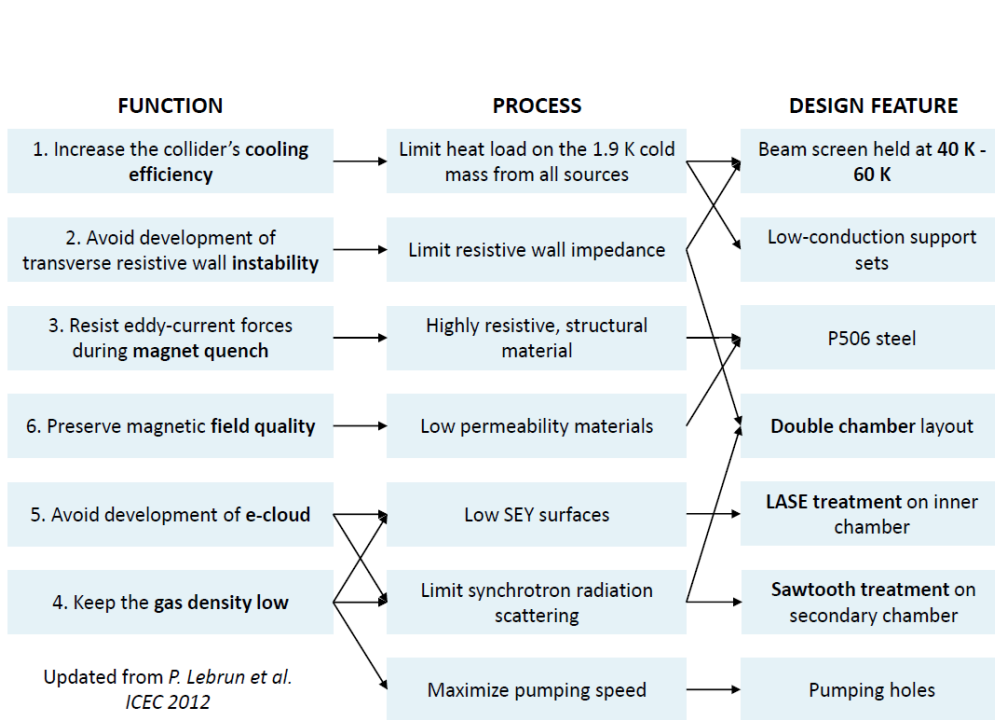 FUNCTION
PROCESS
DESIGN FEATURE
1. Increase the collider's cooling
efficiency
Limit heat load on the 1.9 K cold
mass from all sources
Beam screen held at 40 K -
60 K
2. Avoid development of
transverse resistive wall instability
Limit resistive wall impedance
Low-conduction support
sets
3. Resist eddy-current forces
during magnet quench
Highly resistive, structural
material
P506 steel
6. Preserve magnetic field quality
Low permeability materials
Double chamber layout
5. Avoid development of e-cloud
Low SEY surfaces
LASE treatment on inner
chamber
4. Keep the gas density low
Limit synchrotron radiation
scattering
Sawtooth treatment on
secondary chamber
Updated from P. Lebrun et al.
ICEC 2012
Maximize pumping speed
Pumping holes